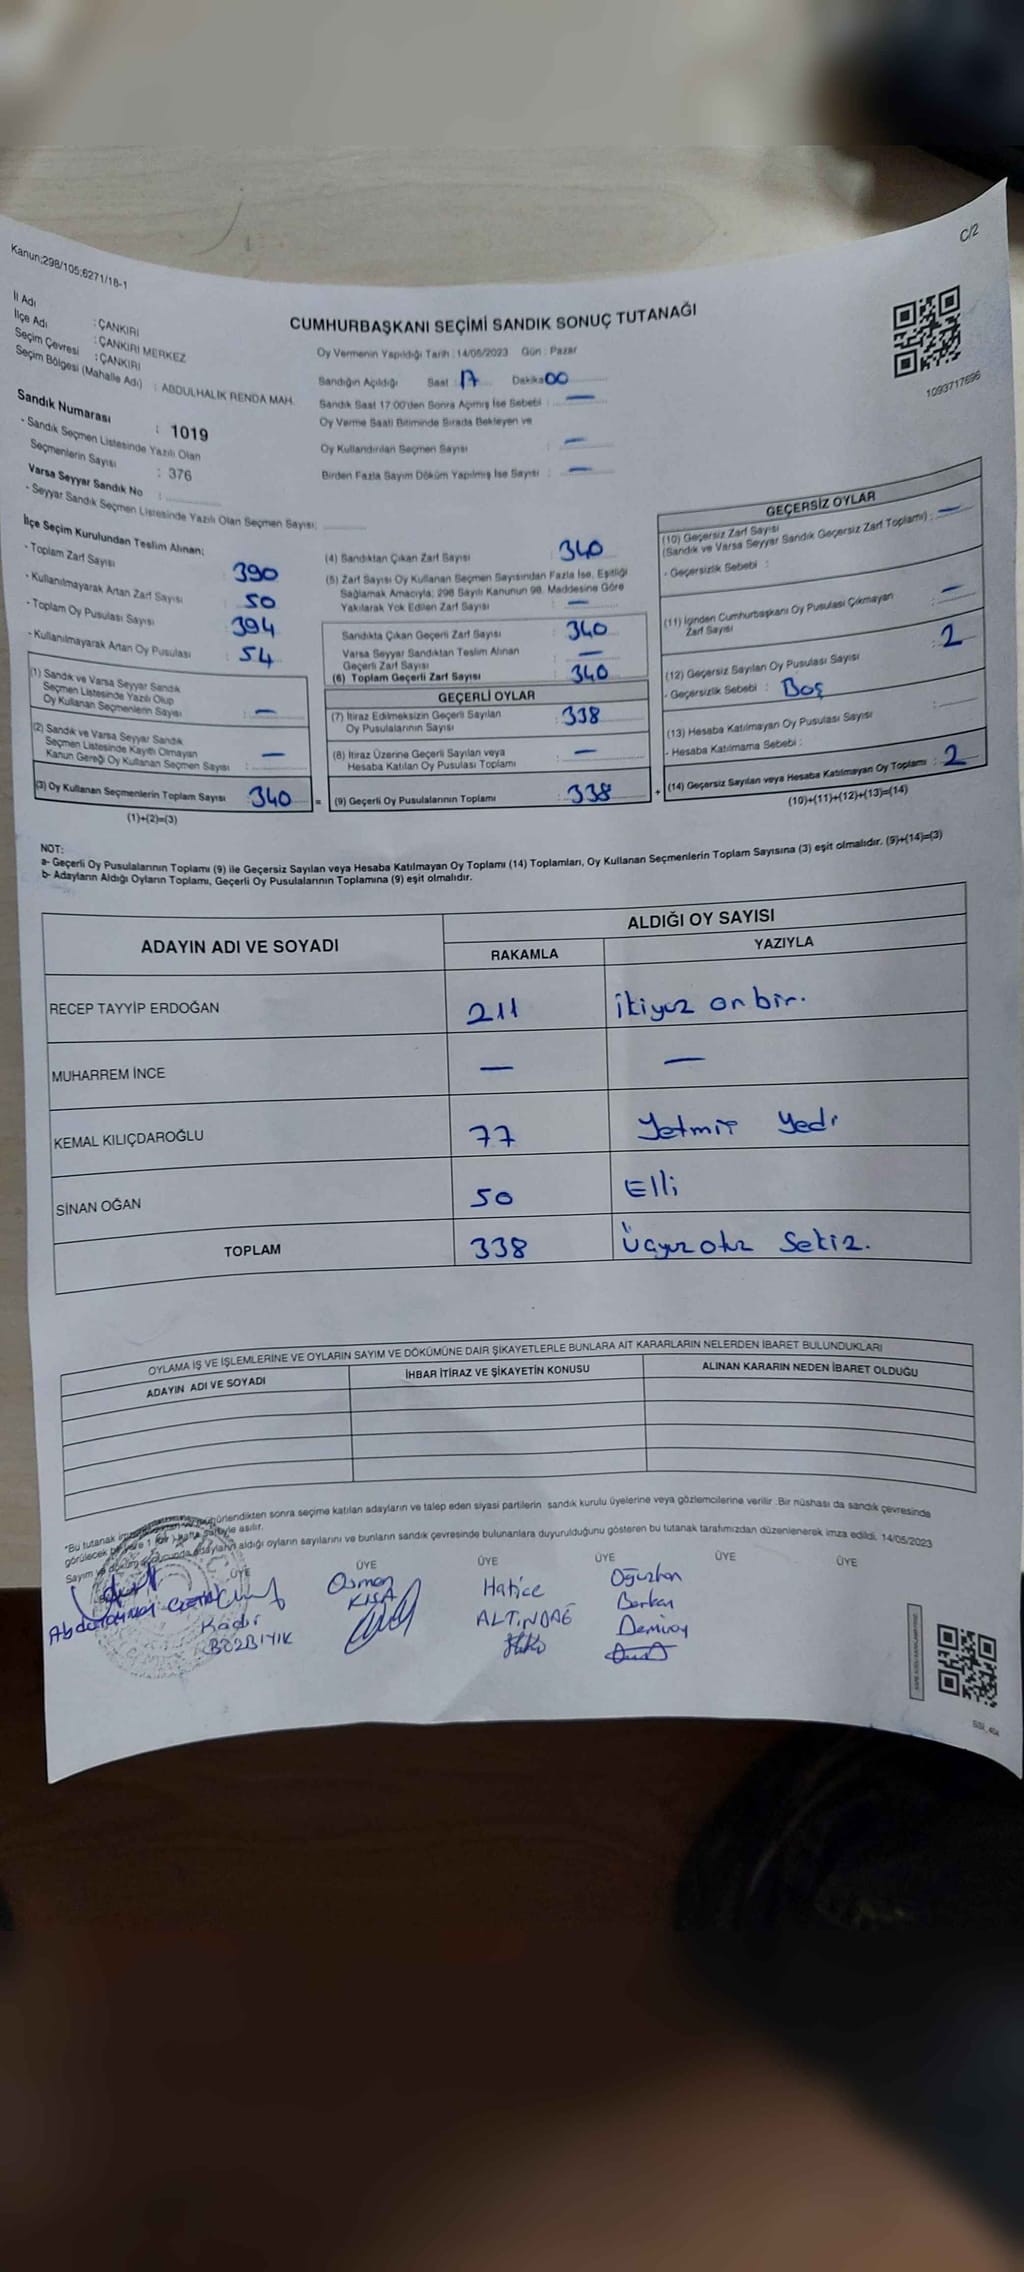 Kanun:298/105;6271/18-1
C/2
İl Adı : ÇANKIRI
İlçe Adı : ÇANKIRI MERKEZ
Seçim Çevresi : ÇANKIRI
Seçim Bölgesi (Mahalle Adı) : ABDULHALIK RENDA MAH.
Sandık Numarası : 1019
- Sandık Seçmen Listesinde Yazılı Olan
Seçmenlerin Sayısı : 376
Varsa Seyyar Sandık No :
- Seyyar Sandık Seçmen Listesinde Yazılı Olan Seçmen Sayısı:
CUMHURBAŞKANI SEÇİMİ SANDIK SONUÇ TUTANAĞI
Oy Vermenin Yapıldığı Tarih : 14/05/2023 Gün : Pazar
Sandığın Açıldığı Saat : 17 Dakika 00
Sandık Saat 17:00'den Sonra Açımış İse Sebebi : —
Oy Verme Saati Bitiminde Sırada Bekleyen ve
Oy Kullandırılan Seçmen Sayısı : —
Birden Fazla Sayım Döküm Yapılmış İse Sayısı : —
1093717696
İlçe Seçim Kurulundan Teslim Alınan;
- Toplam Zarf Sayısı : 390
- Kullanılmayarak Artan Zarf Sayısı : 50
- Toplam Oy Pusulası Sayısı : 394
- Kullanılmayarak Artan Oy Pusulası : 54
(1) Sandık ve Varsa Seyyar Sandık
Seçmen Listesinde Yazılı Olup
Oy Kullanan Seçmenlerin Sayısı : —
(2) Sandık ve Varsa Seyyar Sandık
Seçmen Listesinde Kayıtlı Olmayan
Kanun Gereği Oy Kullanan Seçmen Sayısı : —
(3) Oy Kullanan Seçmenlerin Toplam Sayısı : 340 =
(1)+(2)=(3)
(4) Sandıktan Çıkan Zarf Sayısı : 340
(5) Zarf Sayısı Oy Kullanan Seçmen Sayısından Fazla İse, Eşitliği
Sağlamak Amacıyla; 298 Sayılı Kanunun 98. Maddesine Göre
Yakılarak Yok Edilen Zarf Sayısı : —
Sandıkta Çıkan Geçerli Zarf Sayısı : 340
Varsa Seyyar Sandıktan Teslim Alınan
Geçerli Zarf Sayısı : —
(6) Toplam Geçerli Zarf Sayısı : 340
GEÇERLİ OYLAR
(7) İtiraz Edilmeksizin Geçerli Sayılan
Oy Pusulalarının Sayısı : 338
(8) İtiraz Üzerine Geçerli Sayılan veya
Hesaba Katılan Oy Pusulası Toplamı : —
(9) Geçerli Oy Pusulalarının Toplamı : 338 +
GEÇERSİZ OYLAR
(10) Geçersiz Zarf Sayısı
(Sandık ve Varsa Seyyar Sandık Geçersiz Zarf Toplamı) : —
- Geçersizlik Sebebi :
(11) İçinden Cumhurbaşkanı Oy Pusulası Çıkmayan
Zarf Sayısı : —
(12) Geçersiz Sayılan Oy Pusulası Sayısı : 2
- Geçersizlik Sebebi : Boş
(13) Hesaba Katılmayan Oy Pusulası Sayısı :
- Hesaba Katılmama Sebebi :
(14) Geçersiz Sayılan veya Hesaba Katılmayan Oy Toplamı : 2
(10)+(11)+(12)+(13)=(14)
NOT:
a- Geçerli Oy Pusulalarının Toplamı (9) ile Geçersiz Sayılan veya Hesaba Katılmayan Oy Toplamı (14) Toplamları, Oy Kullanan Seçmenlerin Toplam Sayısına (3) eşit olmalıdır. (9)+(14)=(3)
b- Adayların Aldığı Oyların Toplamı, Geçerli Oy Pusulalarının Toplamına (9) eşit olmalıdır.
ADAYIN ADI VE SOYADI ALDIĞI OY SAYISI
RAKAMLA YAZIYLA
RECEP TAYYİP ERDOĞAN 211 ikiyüz on bir.
MUHARREM İNCE — —
KEMAL KILIÇDAROĞLU 77 Yetmiş Yedi
SİNAN OĞAN 50 Elli
TOPLAM 338 Üçyüz otuz Sekiz.
OYLAMA İŞ VE İŞLEMLERİNE VE OYLARIN SAYIM VE DÖKÜMÜNE DAİR ŞİKAYETLERLE BUNLARA AİT KARARLARIN NELERDEN İBARET BULUNDUKLARI
ADAYIN ADI VE SOYADI İHBAR İTİRAZ VE ŞİKAYETİN KONUSU ALINAN KARARIN NEDEN İBARET OLDUĞU
*Bu tutanak sonra seçime katılan adayların ve talep eden siyasi partilerin sandık kurulu üyelerine veya gözlemcilerine verilir. Bir nüshası da sandık çevresinde
görülecek asılır.
Sayım adayların aldığı oyların sayılarını ve bunların sandık çevresinde bulunanlara duyurulduğunu gösteren bu tutanak tarafımızdan düzenlenerek imza edildi. 14/05/2023
ÜYE ÜYE ÜYE ÜYE ÜYE ÜYE
Kadir BOZBIYIK
Osman KISA
Hatice ALTINDAĞ
Oğuzhan Berkan Demiray